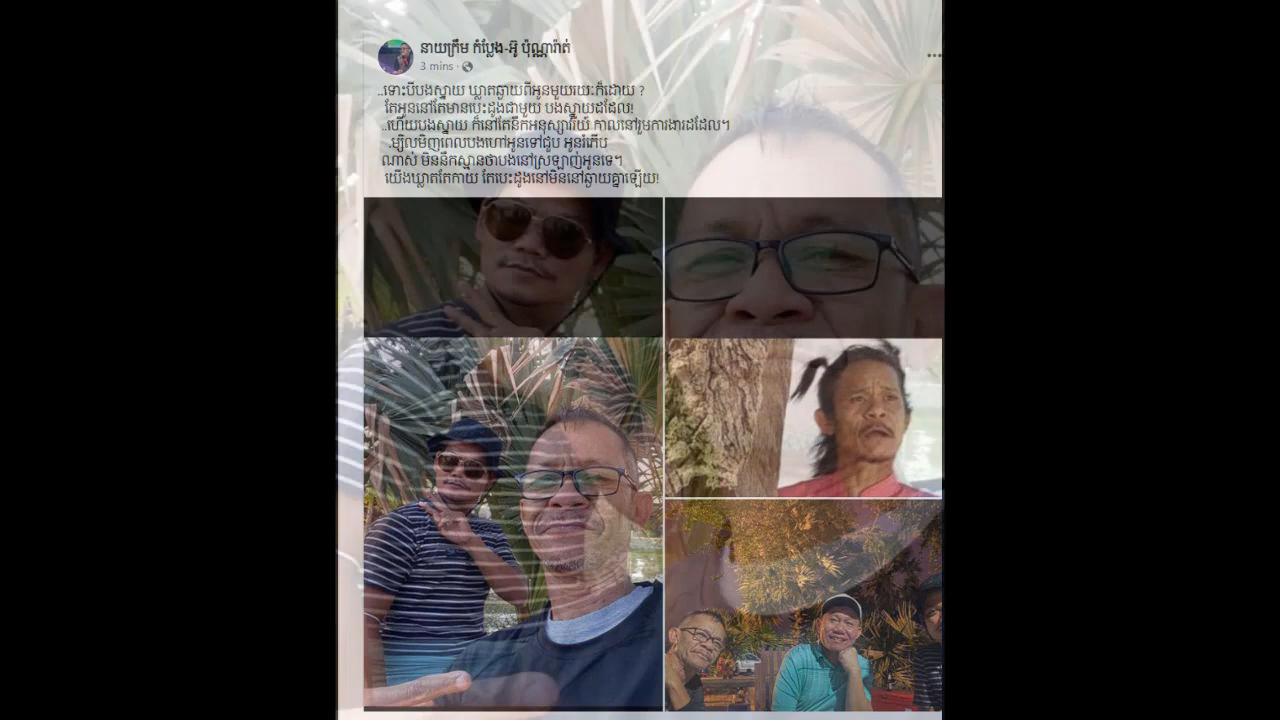 នាយក្រឹម កំប្លែង-អ៊ូ ប៉ុណ្ណារ៉ាត់
3 mins ·
..ទោះបីបងស្នាយ ឃ្លាតឆ្ងាយពីអូនមួយរយៈក៏ដោយ ?
តែអូននៅតែមានបេះដូងជាមួយ បងស្នាយដដែល!
..ហើយបងស្នាយ ក៏នៅតែនឹកអនុស្សាវរីយ៍ កាលនៅរួមការងារដដែល។
.ម្សិលមិញពេលបងហៅអូនទៅជួប អូនរំភើប
ណាស់ មិននឹកស្មានថាបងនៅស្រឡាញ់អូនទេ។
យើងឃ្លាតតែកាយ តែបេះដូងនៅមិននៅឆ្ងាយគ្នាឡើយ!